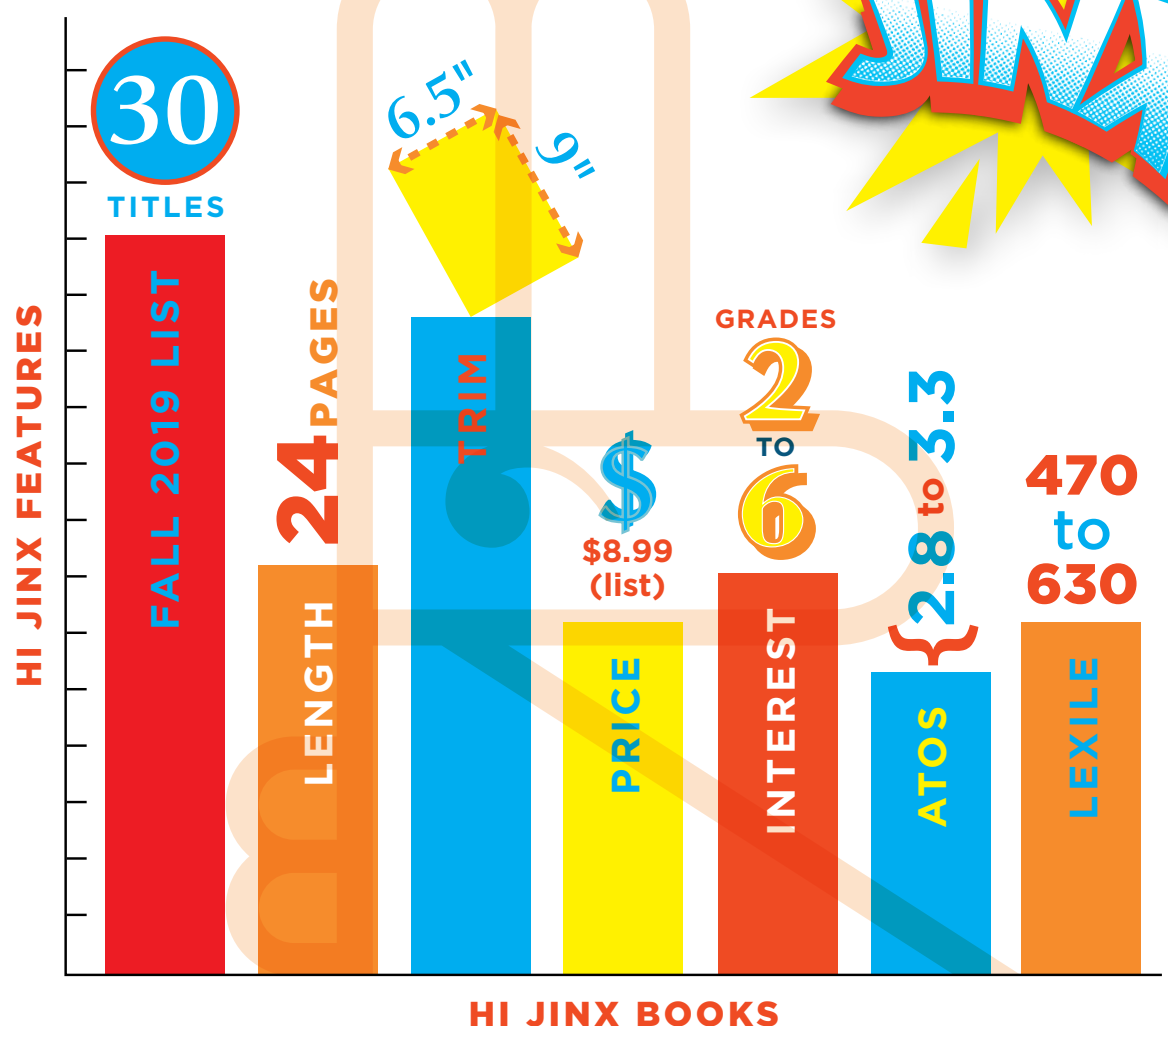 JINX
30
TITLES
FALL 2019 LIST
24 PAGES
LENGTH
6.5"
9"
TRIM
$
$8.99
(list)
PRICE
GRADES
2
TO
6
INTEREST
2.8 to 3.3
ATOS
470
to
630
LEXILE
HI JINX FEATURES
HI JINX BOOKS